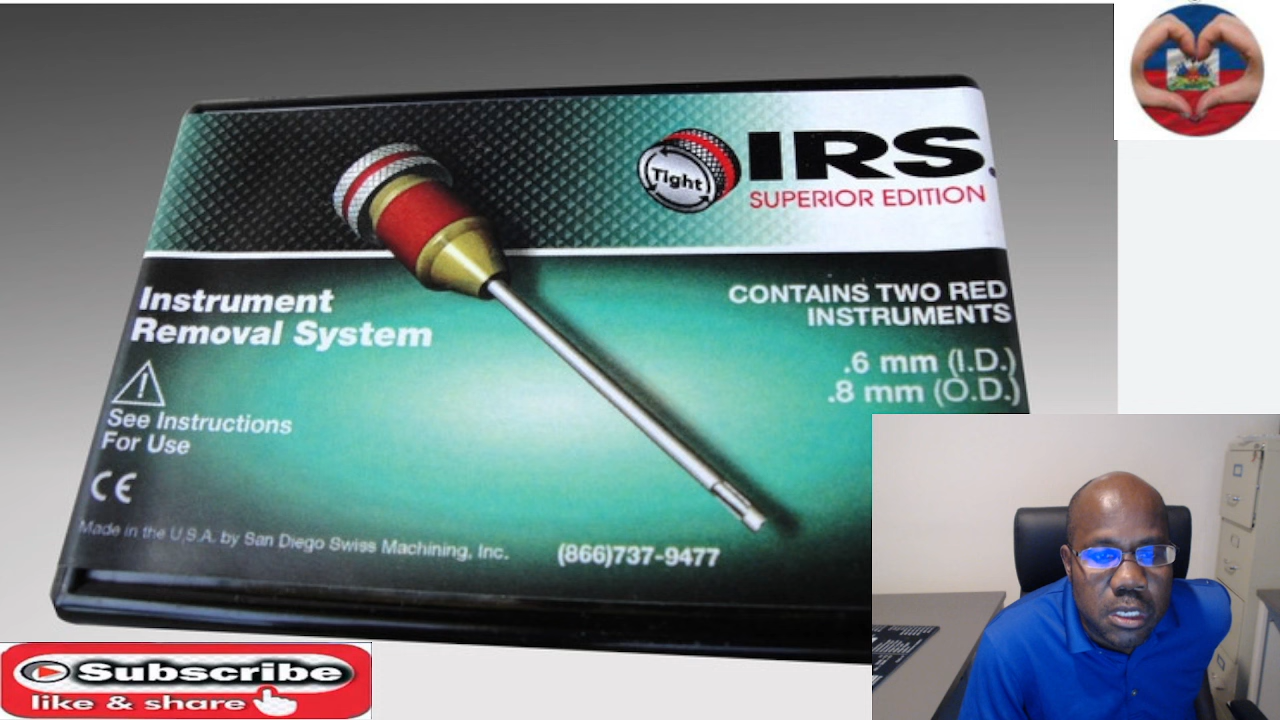 Tight
IRS.
SUPERIOR EDITION
Instrument
Removal System
CONTAINS TWO RED
INSTRUMENTS
.6 mm (I.D.)
.8 mm (O.D.)
See Instructions
For Use
CE
Made in the U.S.A. by San Diego Swiss Machining, Inc.
(866)737-9477
Subscribe
like & share